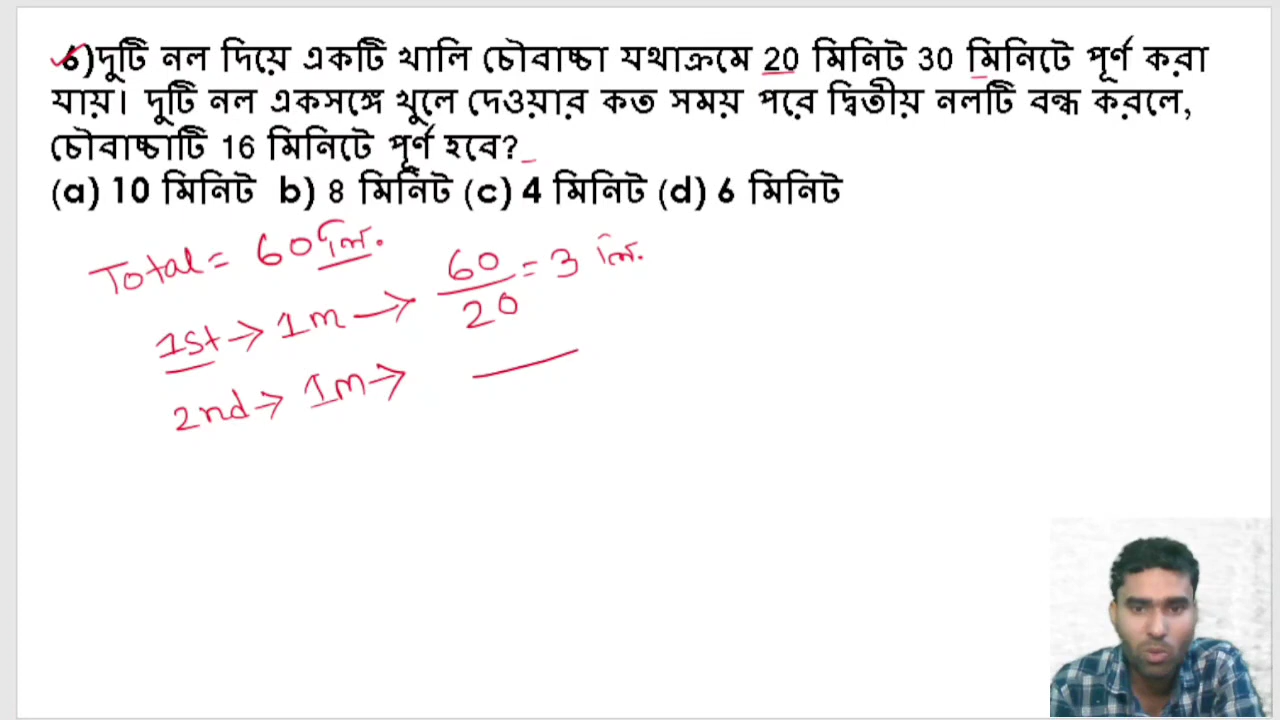 6)দুটি নল দিয়ে একটি খালি চৌবাচ্চা যথাক্রমে 20 মিনিট 30 মিনিটে পূর্ণ করা
যায়। দুটি নল একসঙ্গে খুলে দেওয়ার কত সময় পরে দ্বিতীয় নলটি বন্ধ করলে,
চৌবাচ্চাটি 16 মিনিটে পূর্ণ হবে?
(a) 10 মিনিট b) 8 মিনিট (c) 4 মিনিট (d) 6 মিনিট
Total = 60 লি.
1st → 1m → 60/20 = 3 লি.
2nd → 1m →